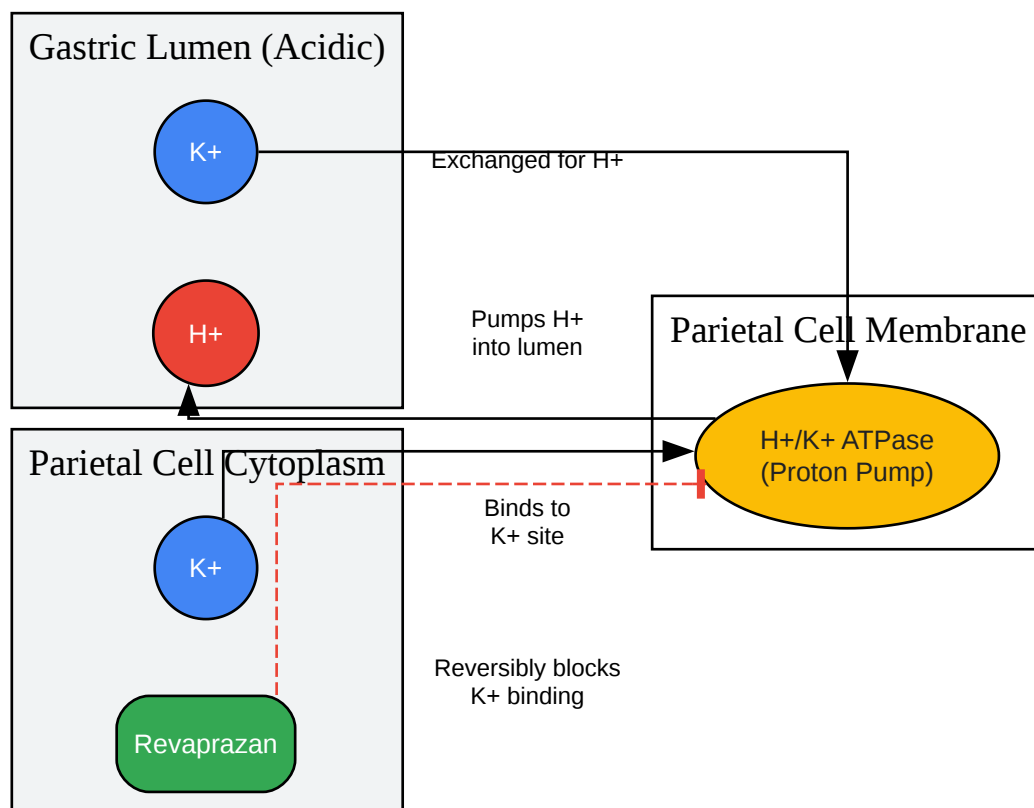 Gastric Lumen (Acidic)
K+
Exchanged for H+
H+
Pumps H+
into lumen
Parietal Cell Membrane
H+/K+ ATPase
(Proton Pump)
Parietal Cell Cytoplasm
Binds to
K+ site
K+
Reversibly blocks
K+ binding
Revaprazan